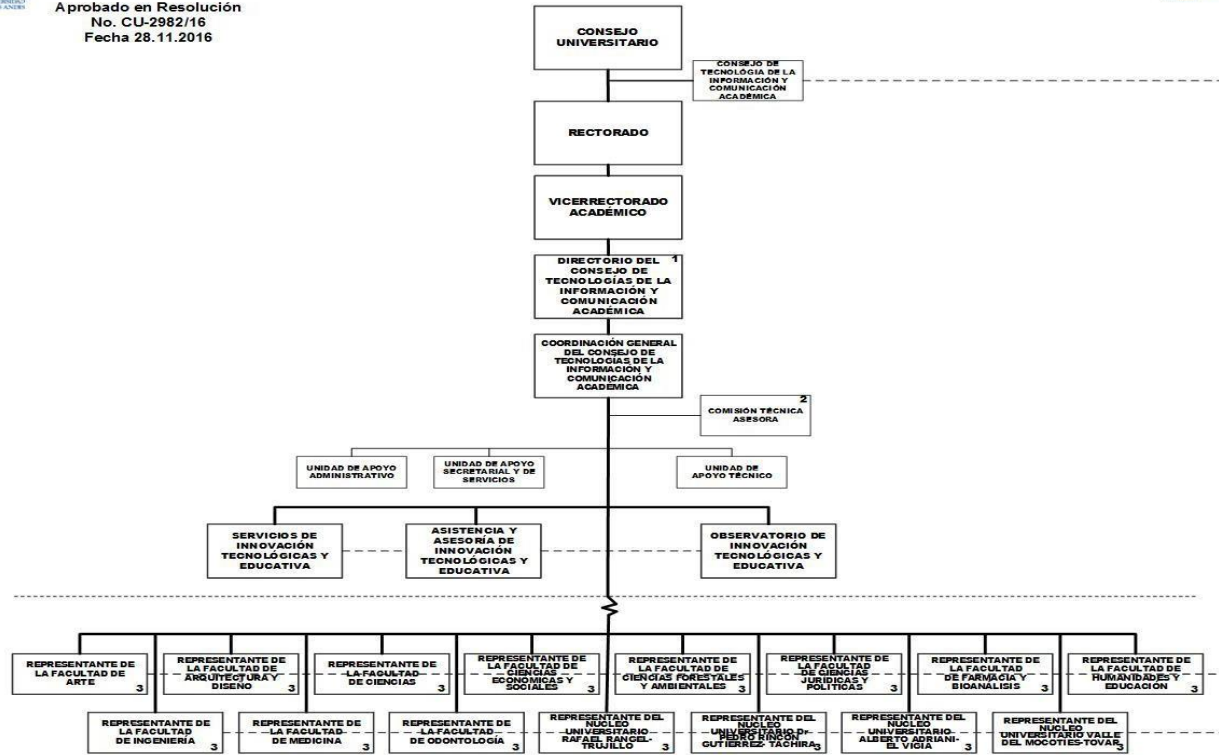 Aprobado en Resolución
No. CU-2982/16
Fecha 28.11.2016
CONSEJO
UNIVERSITARIO
CONSEJO DE
TECNOLOGIA DE LA
INFORMACIÓN Y
COMUNICACIÓN
ACADÉMICA
RECTORADO
VICERRECTORADO
ACADÉMICO
DIRECTORIO DEL 1
CONSEJO DE
TECNOLOGÍAS DE LA
INFORMACIÓN Y
COMUNICACIÓN
ACADÉMICA
COORDINACIÓN GENERAL
DEL CONSEJO DE
TECNOLOGÍAS DE LA
INFORMACIÓN Y
COMUNICACIÓN
ACADÉMICA
2
COMISIÓN TÉCNICA
ASESORA
UNIDAD DE APOYO
ADMINISTRATIVO
UNIDAD DE APOYO
SECRETARIAL Y DE
SERVICIOS
UNIDAD DE
APOYO TÉCNICO
SERVICIOS DE
INNOVACIÓN
TECNOLÓGICAS Y
EDUCATIVA
ASISTENCIA Y
ASESORÍA DE
INNOVACIÓN
TECNOLÓGICAS Y
EDUCATIVA
OBSERVATORIO DE
INNOVACIÓN
TECNOLÓGICAS Y
EDUCATIVA
REPRESENTANTE DE
LA FACULTAD DE
ARTE 3
REPRESENTANTE DE
LA FACULTAD DE
ARQUITECTURA Y
DISEÑO 3
REPRESENTANTE DE
LA FACULTAD
DE CIENCIAS 3
REPRESENTANTE DE
LA FACULTAD DE
CIENCIAS
ECONÓMICAS Y
SOCIALES 3
REPRESENTANTE DE
LA FACULTAD DE
CIENCIAS FORESTALES
Y AMBIENTALES 3
REPRESENTANTE DE
LA FACULTAD
DE CIENCIAS
JURÍDICAS Y
POLÍTICAS 3
REPRESENTANTE DE
LA FACULTAD
DE FARMACIA Y
BIOANÁLISIS 3
REPRESENTANTE DE
LA FACULTAD DE
HUMANIDADES Y
EDUCACIÓN 3
REPRESENTANTE DE
LA FACULTAD
DE INGENIERÍA 3
REPRESENTANTE DE
LA FACULTAD
DE MEDICINA 3
REPRESENTANTE DE
LA FACULTAD
DE ODONTOLOGÍA 3
REPRESENTANTE DEL
NUCLEO
UNIVERSITARIO
RAFAEL RANGEL-
TRUJILLO 3
REPRESENTANTE DEL
NUCLEO
UNIVERSITARIO Dr
PEDRO RINCÓN
GUTIERREZ- TACHIRA 3
REPRESENTANTE DEL
NUCLEO
UNIVERSITARIO
ALBERTO ADRIANI-
EL VIGIA 3
REPRESENTANTE DEL
NUCLEO
UNIVERSITARIO VALLE
DEL MOCOTIES-TOVAR 3